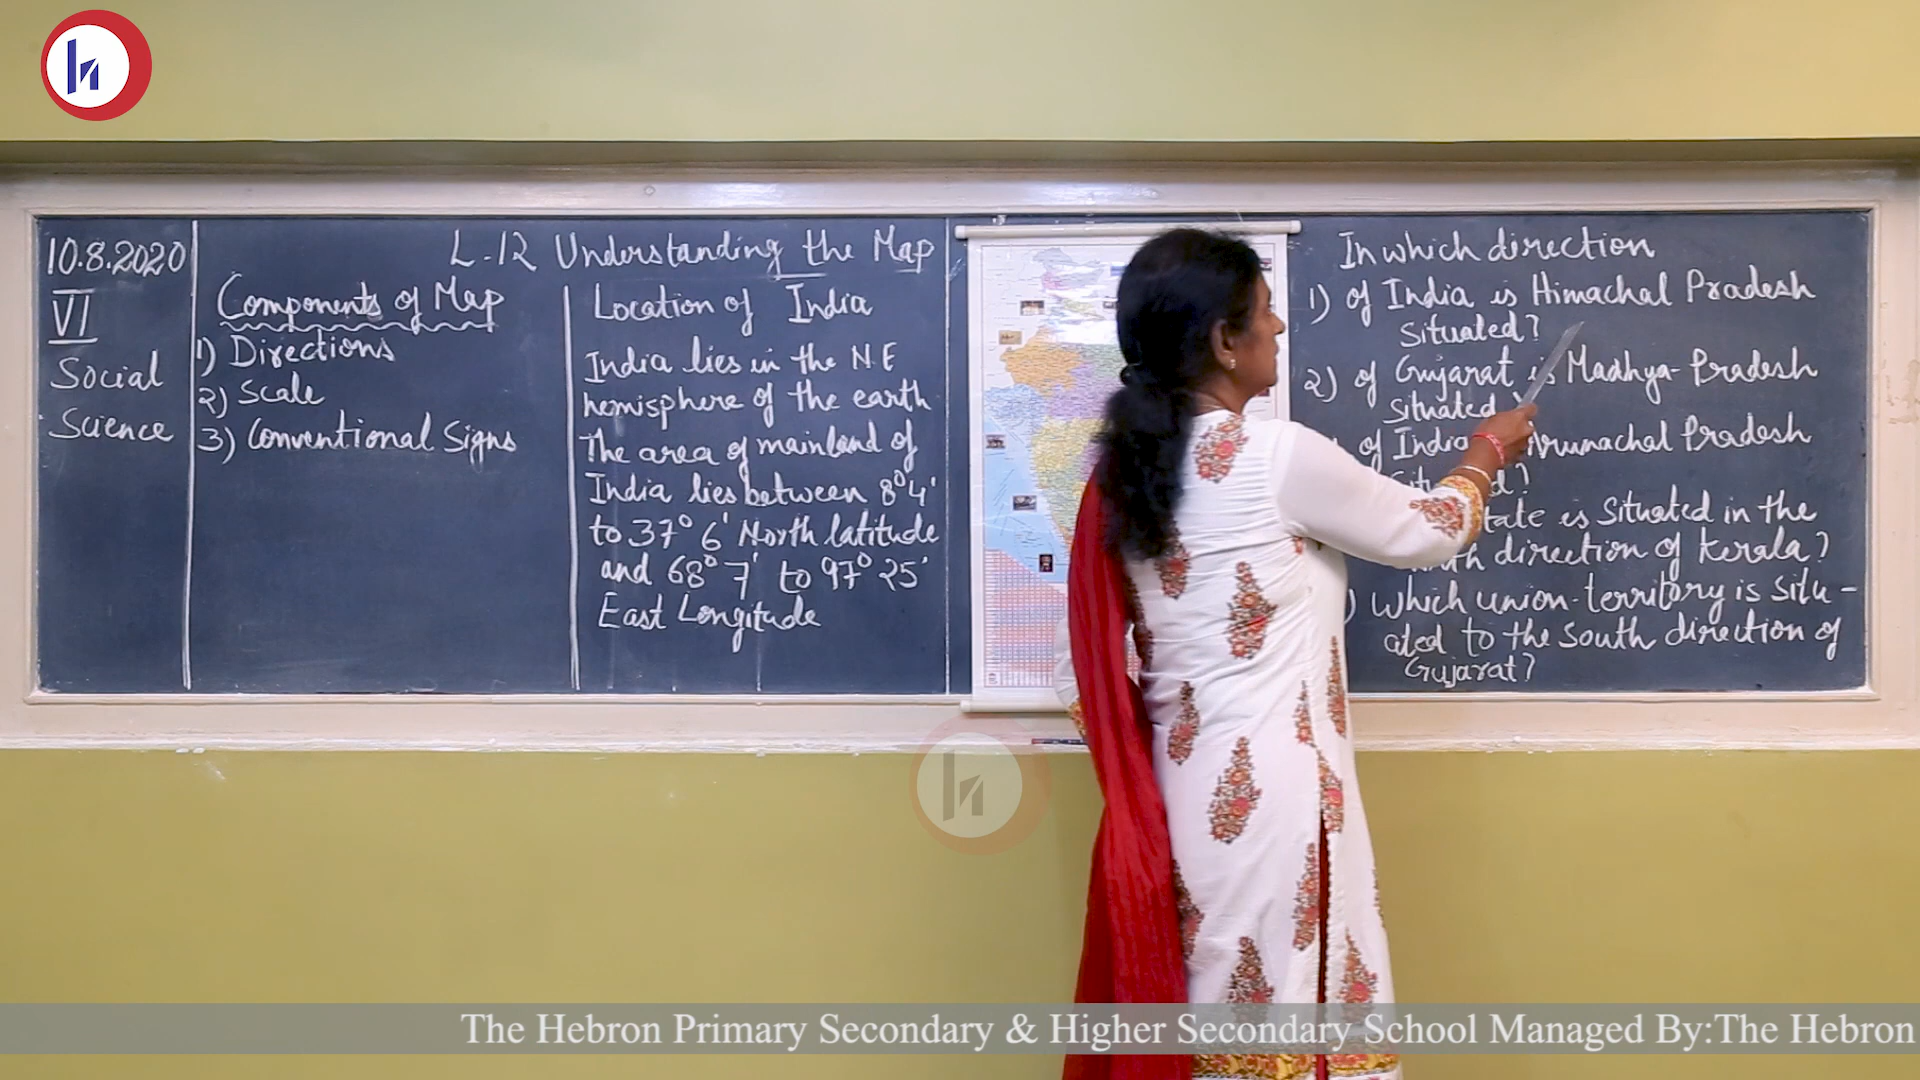 10.8.2020
VI
Social
Science
L-12 Understanding the Map
Components of Map
1) Directions
2) Scale
3) Conventional Signs
Location of India
India lies in the N.E
hemisphere of the earth
The area of mainland of
India lies between 8°4'
to 37° 6' North latitude
and 68° 7' to 97° 25'
East Longitude
In which direction
1) of India is Himachal Pradesh
Situated?
2) of Gujarat is Madhya-Pradesh
Situated
of India Arunachal Pradesh
?
tate is Situated in the
th direction of Kerala?
) Which union-territory is situ-
ated to the South direction of
Gujarat?
The Hebron Primary Secondary & Higher Secondary School Managed By:The Hebron